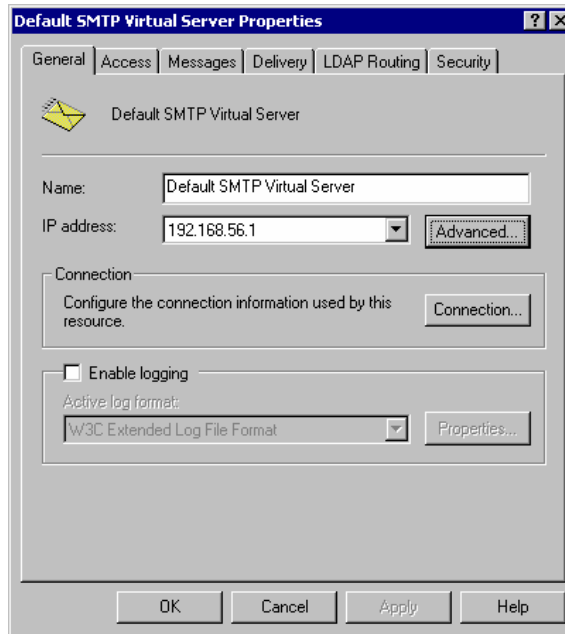 Default SMTP Virtual Server Properties
General Access Messages Delivery LDAP Routing Security
Default SMTP Virtual Server
Name: Default SMTP Virtual Server
IP address: 192.168.56.1 Advanced...
Connection
Configure the connection information used by this
resource.
Connection...
Enable logging
Active log format:
W3C Extended Log File Format Properties...
OK Cancel Apply Help